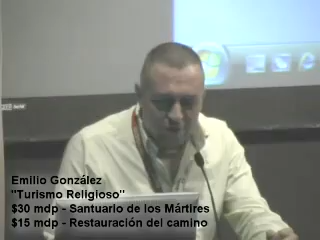 Emilio González
"Turismo Religioso"
$30 mdp - Santuario de los Mártires
$15 mdp - Restauración del camino